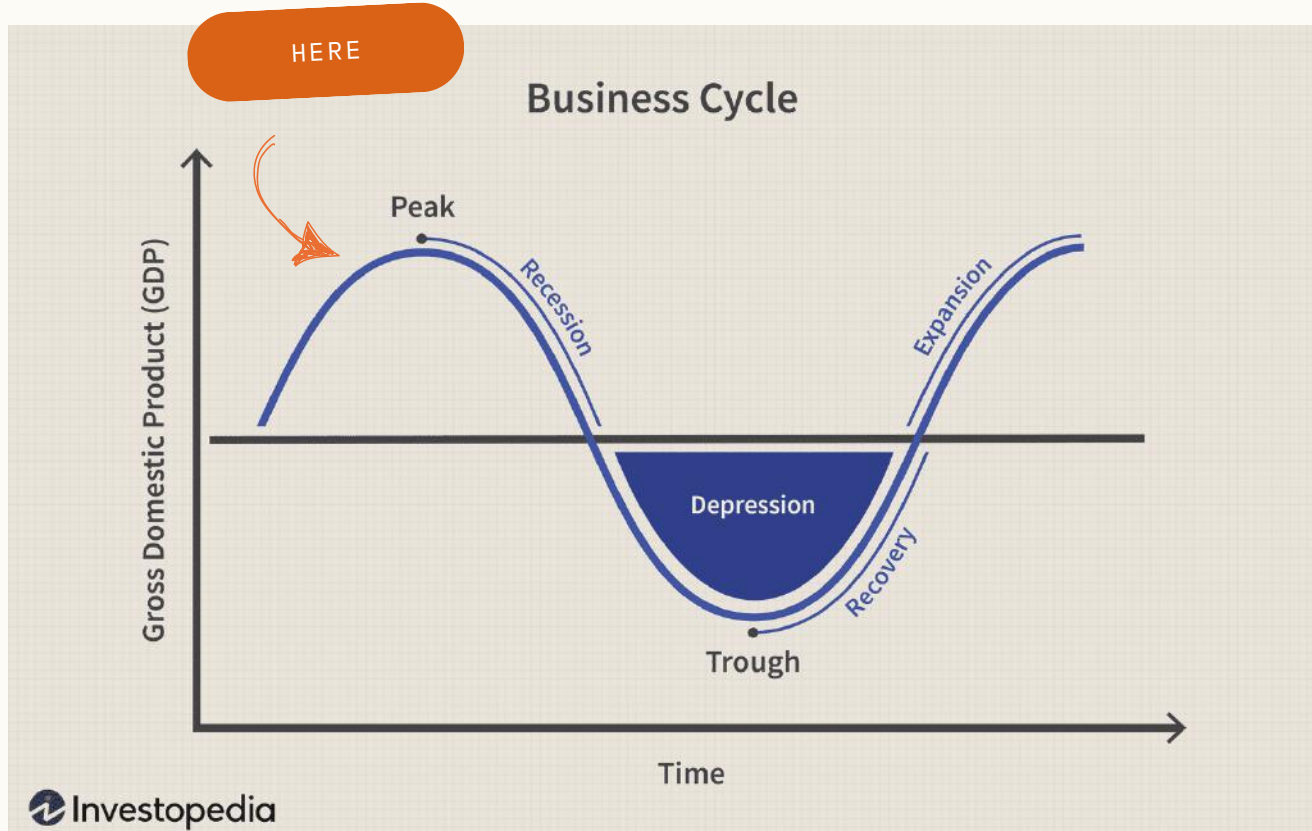 HERE
Business Cycle
Peak
Recession
Expansion
Gross Domestic Product (GDP)
Depression
Recovery
Trough
Time
Investopedia